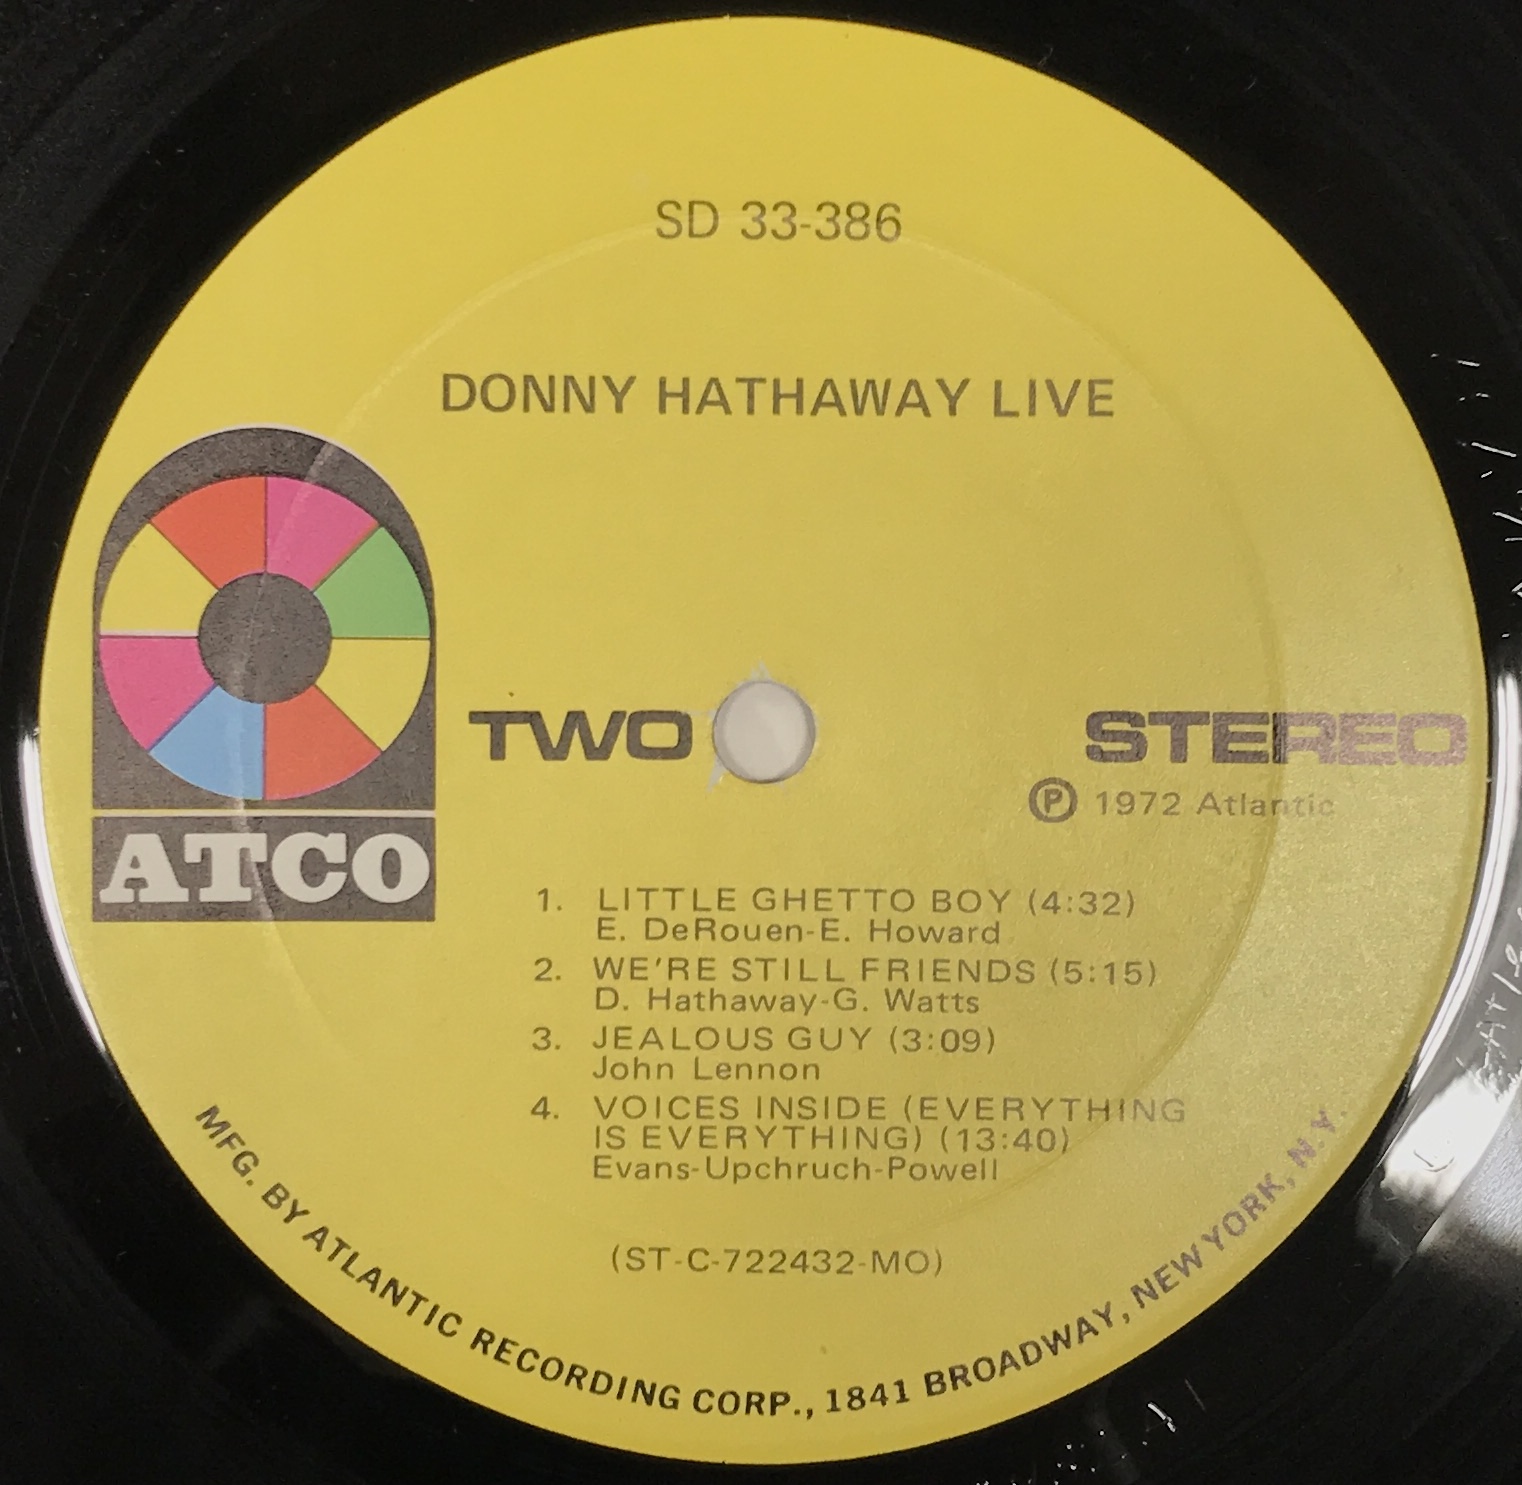 SD 33-386
DONNY HATHAWAY LIVE
ATCO
TWO
STEREO
Ⓟ 1972 Atlantic
1. LITTLE GHETTO BOY (4:32)
E. DeRouen-E. Howard
2. WE'RE STILL FRIENDS (5:15)
D. Hathaway-G. Watts
3. JEALOUS GUY (3:09)
John Lennon
4. VOICES INSIDE (EVERYTHING
IS EVERYTHING) (13:40)
Evans-Upchruch-Powell
(ST-C-722432-MO)
MFG. BY ATLANTIC RECORDING CORP., 1841 BROADWAY, NEW YORK, N.Y.